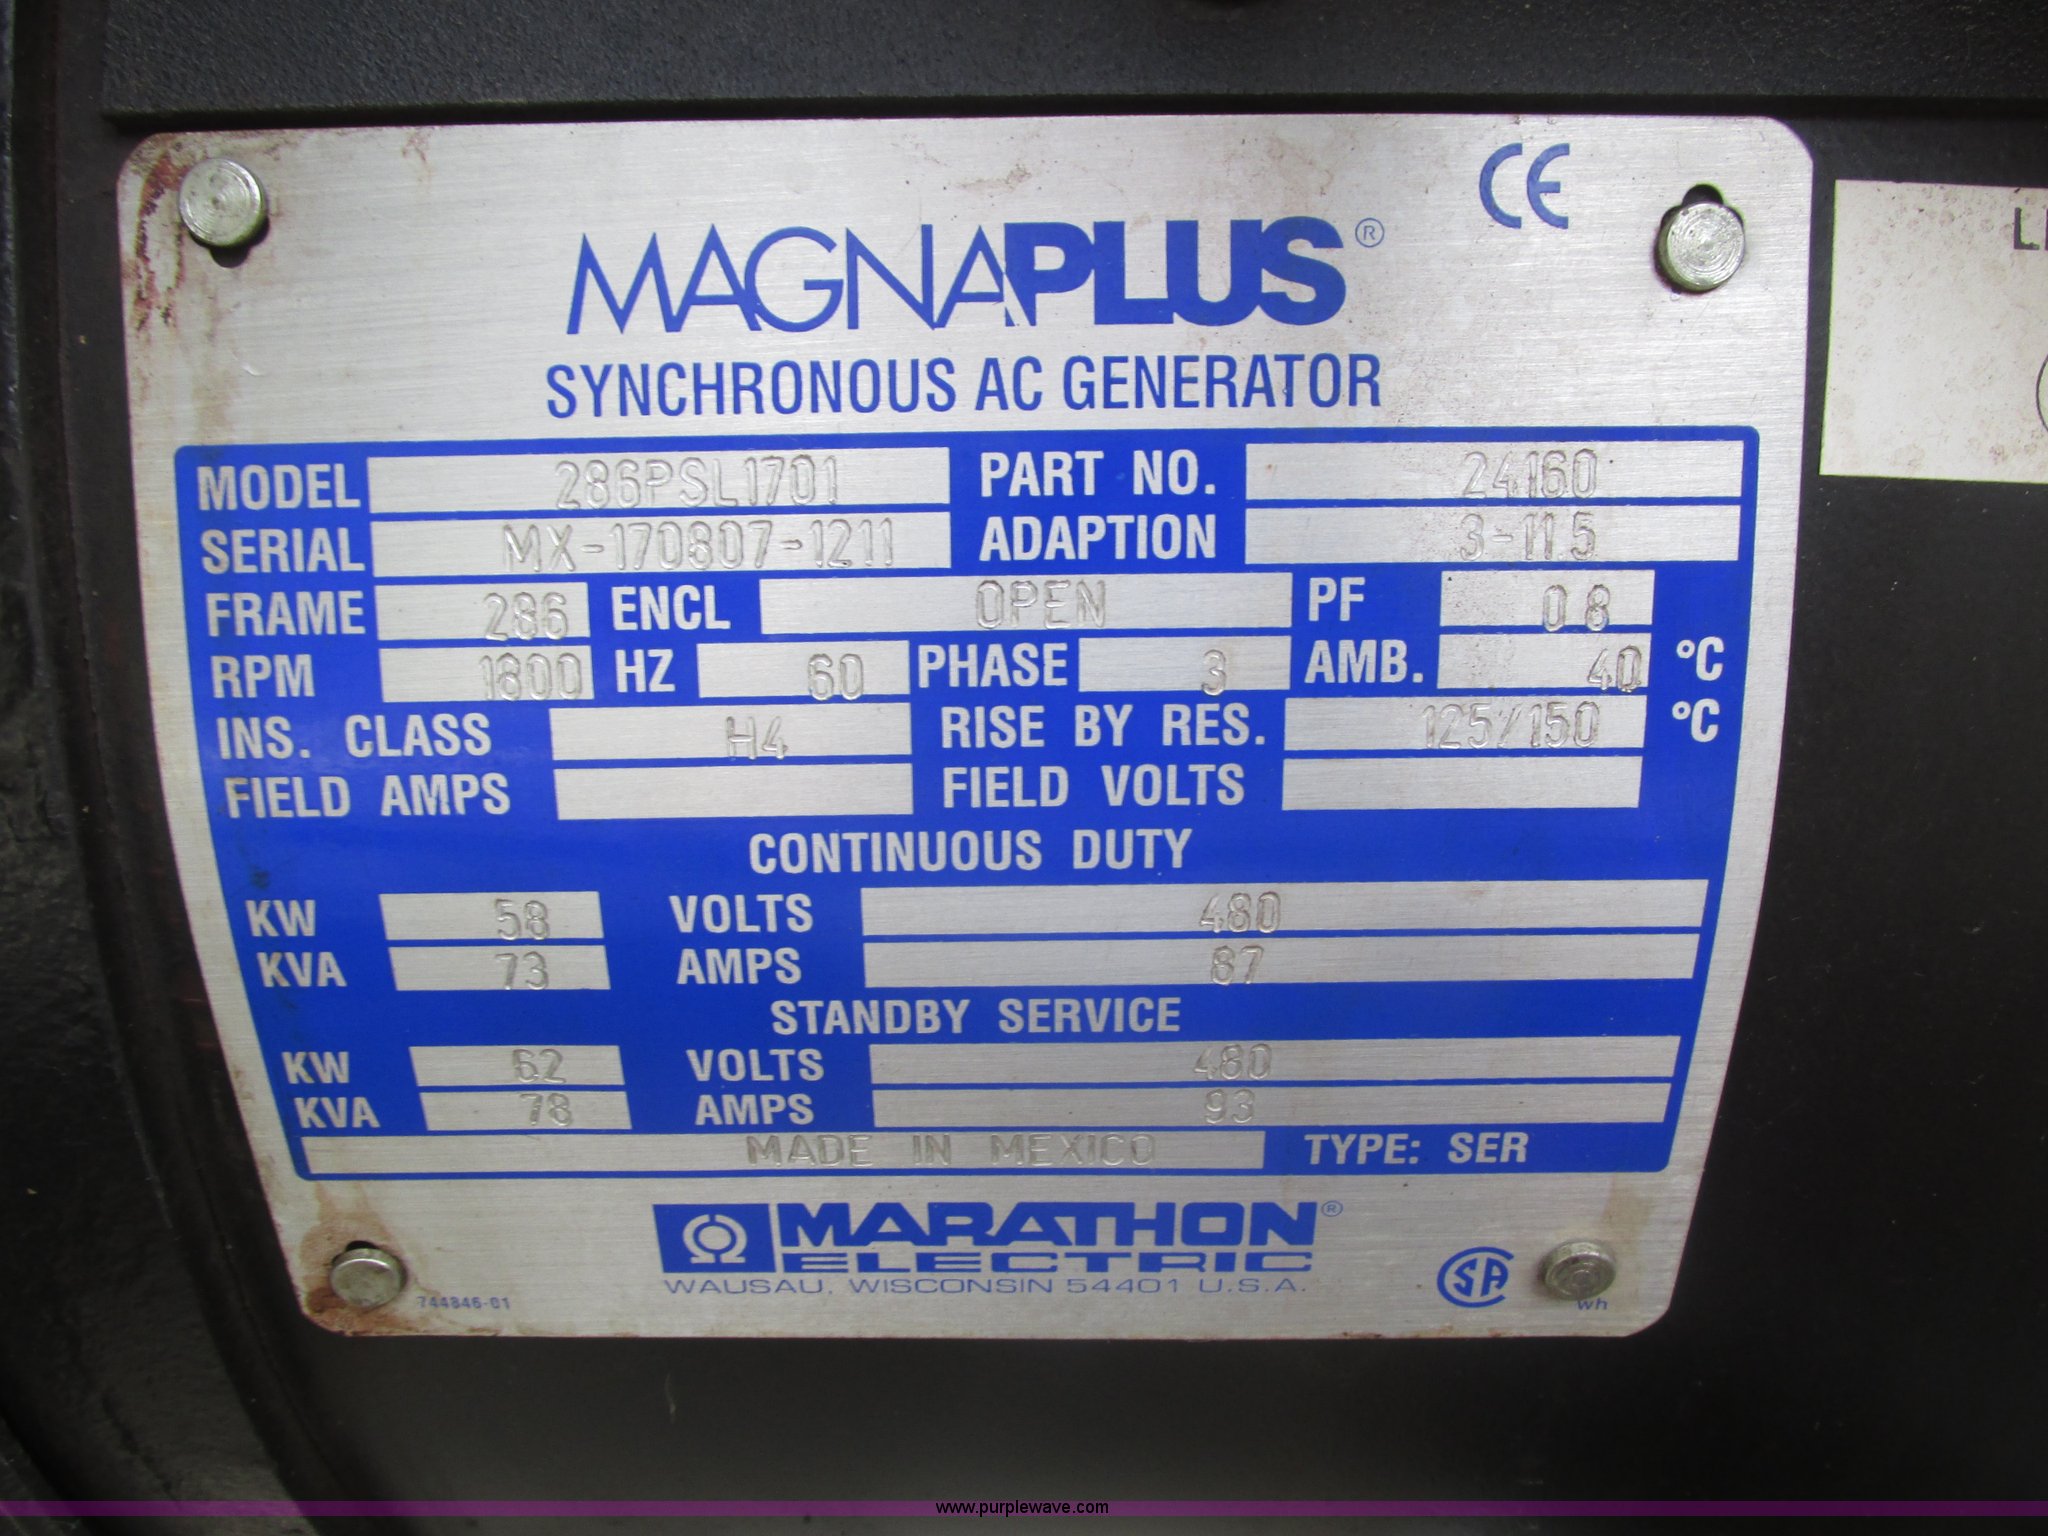 CE
MAGNAPLUS®
SYNCHRONOUS AC GENERATOR
MODEL 286PSL1701 PART NO. 24160
SERIAL MX-170807-1211 ADAPTION 3-11.5
FRAME 286 ENCL OPEN PF 0.8
RPM 1800 HZ 60 PHASE 3 AMB. 40 °C
INS. CLASS H4 RISE BY RES. 125/150 °C
FIELD AMPS FIELD VOLTS
CONTINUOUS DUTY
KW 58 VOLTS 480
KVA 73 AMPS 87
STANDBY SERVICE
KW 62 VOLTS 480
KVA 78 AMPS 93
MADE IN MEXICO TYPE: SER
MARATHON®
ELECTRIC
WAUSAU, WISCONSIN 54401 U.S.A.
SA
744846-01
wh
www.purplewave.com